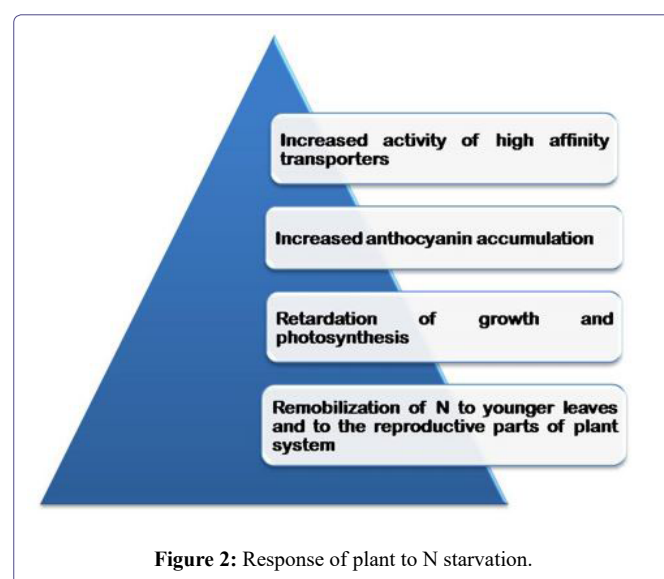 Increased activity of high affinity
transporters
Increased anthocyanin accumulation
Retardation of growth and
photosynthesis
Remobilization of N to younger leaves
and to the reproductive parts of plant
system
Figure 2: Response of plant to N starvation.